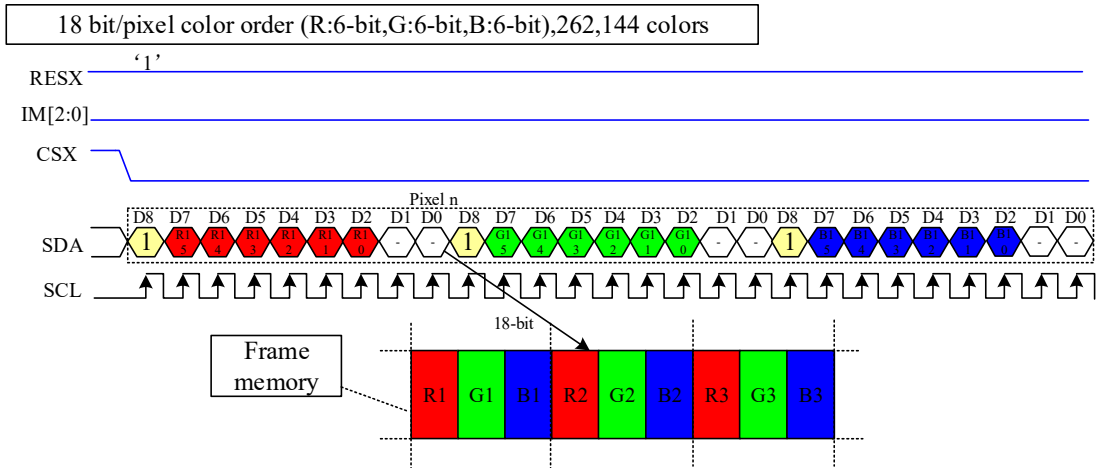 18 bit/pixel color order (R:6-bit,G:6-bit,B:6-bit),262,144 colors
‘1’
RESX
IM[2:0]
CSX
Pixel n
D8 D7 D6 D5 D4 D3 D2 D1 D0 D8 D7 D6 D5 D4 D3 D2 D1 D0 D8 D7 D6 D5 D4 D3 D2 D1 D0
SDA 1 R1 5 R1 4 R1 3 R1 2 R1 1 R1 0 - - 1 G1 5 G1 4 G1 3 G1 2 G1 1 G1 0 - - 1 B1 5 B1 4 B1 3 B1 2 B1 1 B1 0 - -
SCL
18-bit
Frame
memory
R1 G1 B1 R2 G2 B2 R3 G3 B3